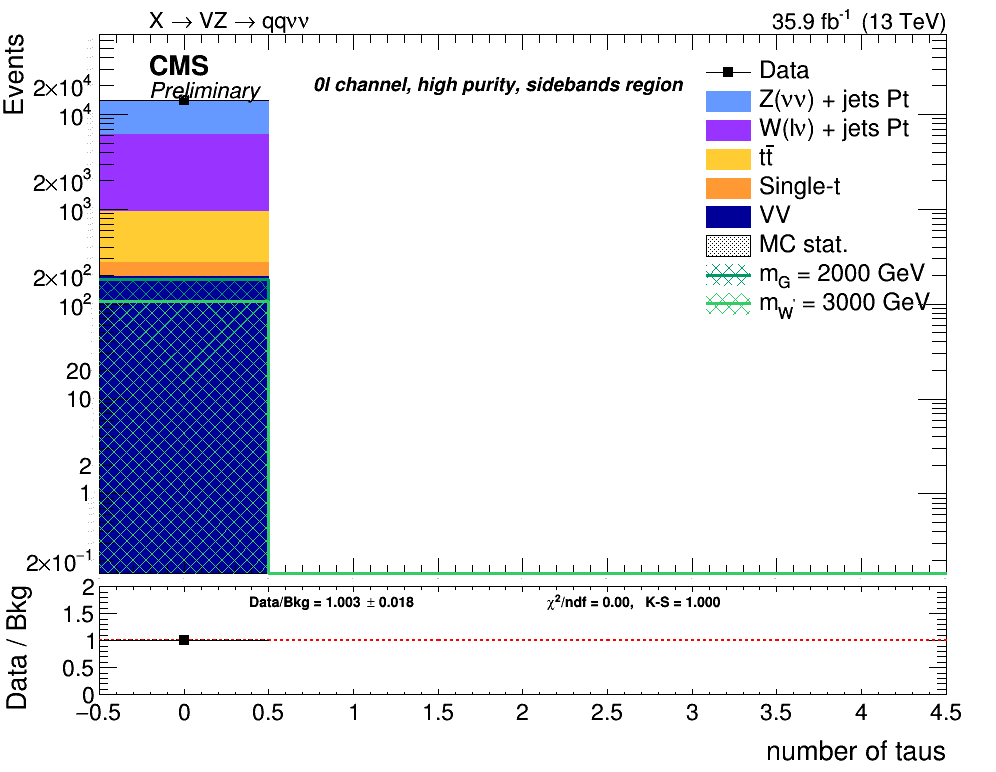 X → VZ → qqνν
35.9 fb⁻¹ (13 TeV)
Events
CMS
Preliminary
0l channel, high purity, sidebands region
Data
Z(νν) + jets Pt
W(lν) + jets Pt
tt̄
Single-t
VV
MC stat.
m_G = 2000 GeV
m_W' = 3000 GeV
2×10⁴
10⁴
2×10³
10³
2×10²
10²
20
10
2
1
2×10⁻¹
Data / Bkg
2
1.5
1
0.5
0
Data/Bkg = 1.003 ± 0.018
χ²/ndf = 0.00, K-S = 1.000
−0.5 0 0.5 1 1.5 2 2.5 3 3.5 4 4.5
number of taus